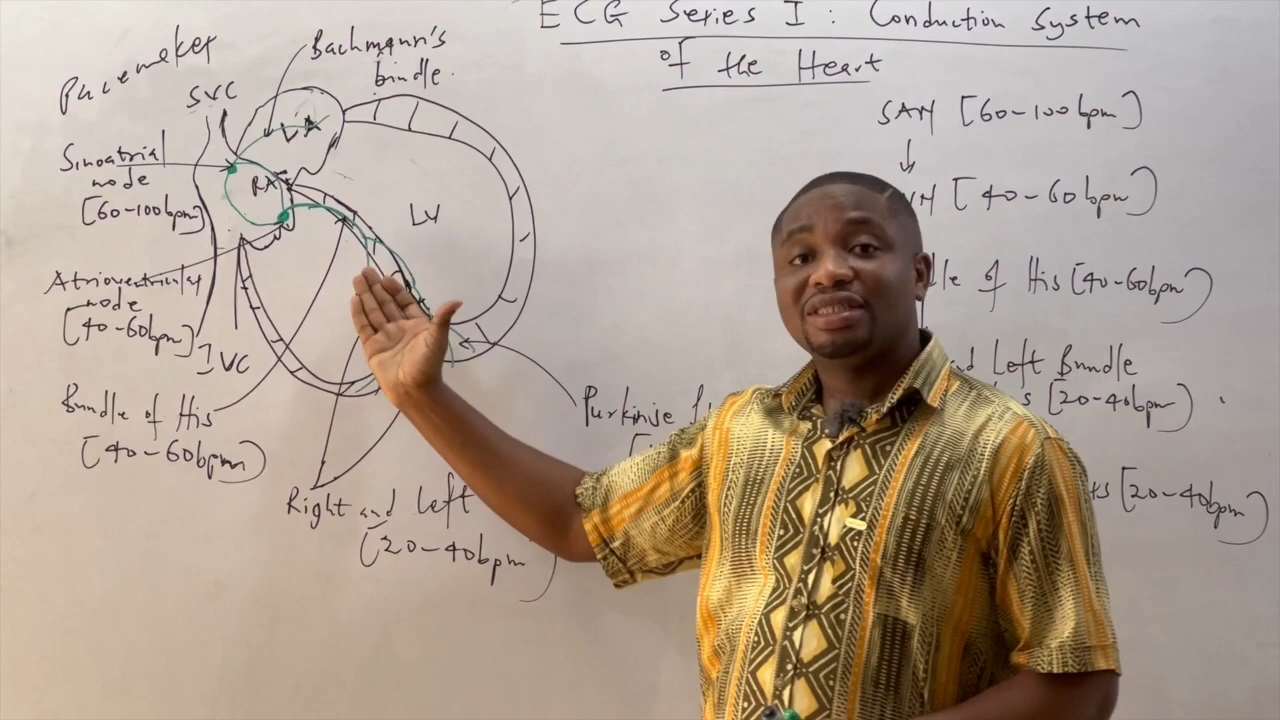 ECG Series I: Conduction System
of the Heart
Pacemaker
SVC
Bachmann's
bindle.
Sinoatrial
node
[60-100bpm]
LA
RA
LV
Atrioventricular
node
[40-60bpm]
IVC
Bundle of His
[40-60bpm]
Right and left
[20-40bpm
Purkinje
SAN [60-100bpm]
↓
[40-60bpm]
of His [40-60bpm]
and Left Bundle
[20-40bpm]
[20-40bpm]